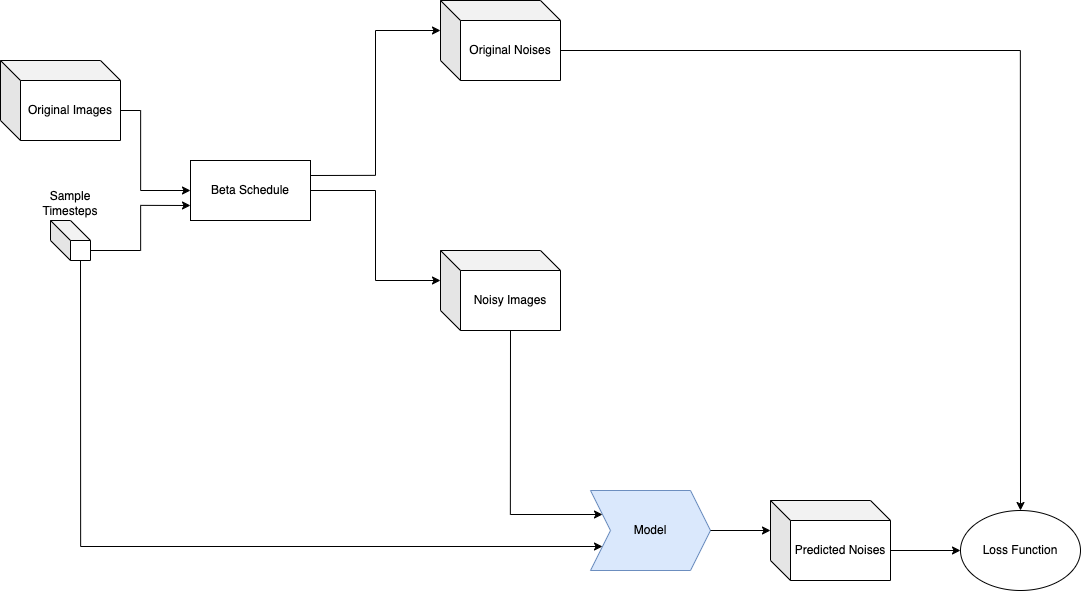 Original Noises
Original Images
Beta Schedule
Sample
Timesteps
Noisy Images
Model
Predicted Noises
Loss Function